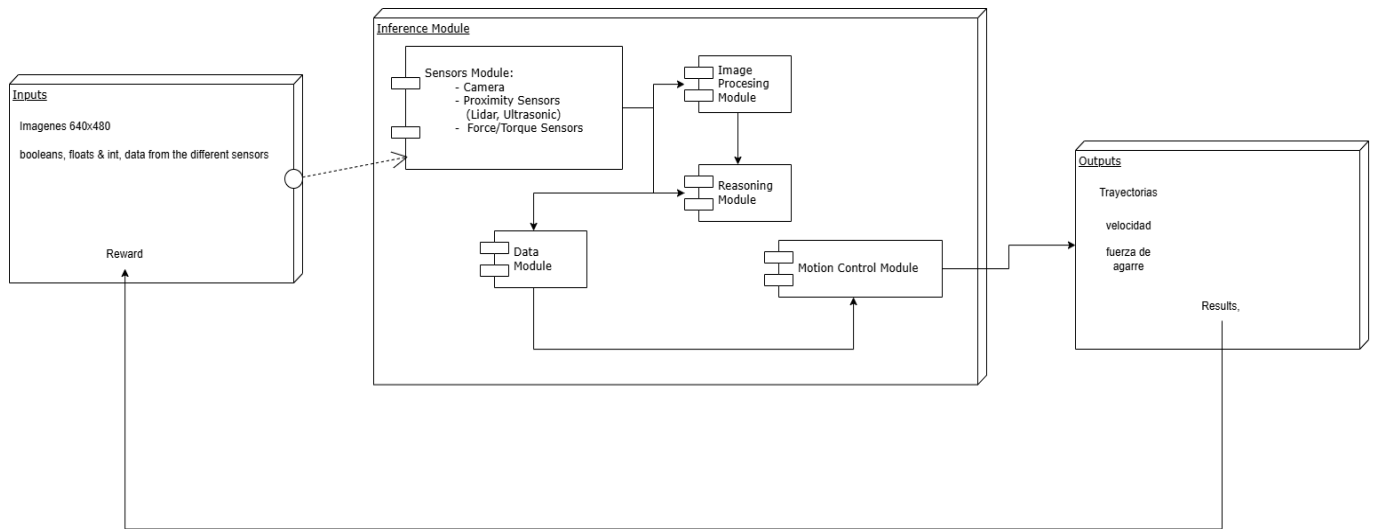 Inputs
Imagenes 640x480
booleans, floats & int, data from the different sensors
Reward
Inference Module
Sensors Module:
- Camera
- Proximity Sensors
(Lidar, Ultrasonic)
- Force/Torque Sensors
Image
Procesing
Module
Reasoning
Module
Data
Module
Motion Control Module
Outputs
Trayectorias
velocidad
fuerza de
agarre
Results,